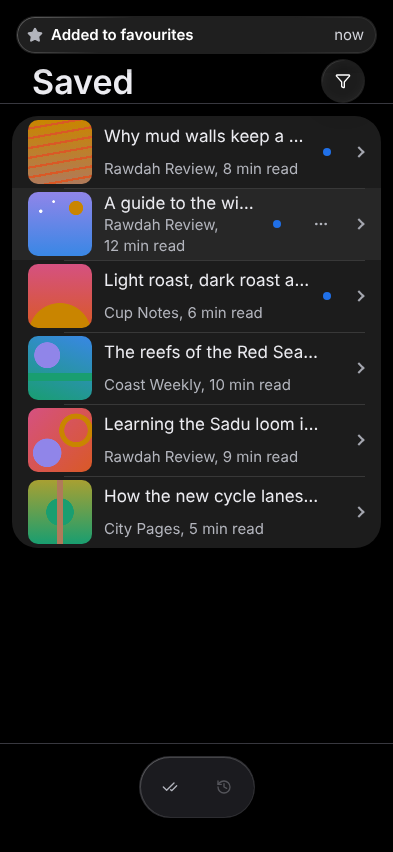 Added to favourites
now
Saved
Why mud walls keep a ...
Rawdah Review, 8 min read
A guide to the wi...
Rawdah Review,
12 min read
Light roast, dark roast a...
Cup Notes, 6 min read
The reefs of the Red Sea...
Coast Weekly, 10 min read
Learning the Sadu loom i...
Rawdah Review, 9 min read
How the new cycle lanes...
City Pages, 5 min read